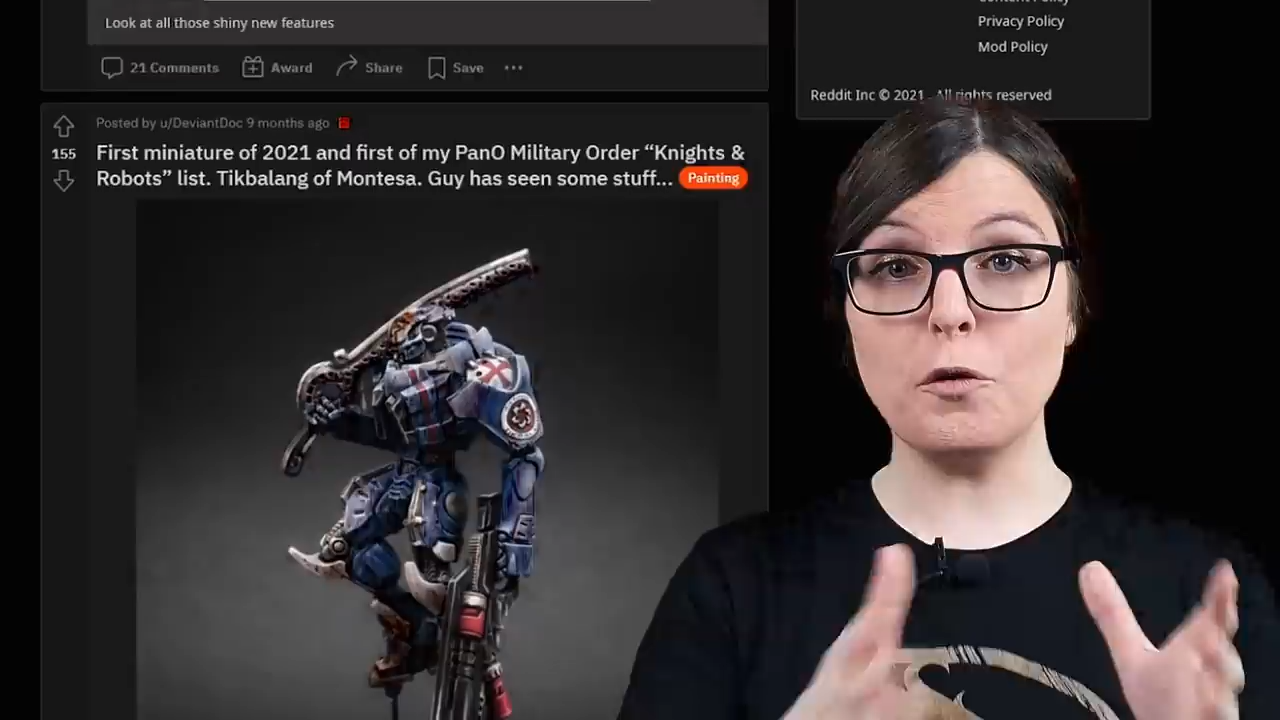 Look at all those shiny new features
21 Comments Award Share Save
Posted by u/DeviantDoc 9 months ago
155
First miniature of 2021 and first of my PanO Military Order “Knights &
Robots” list. Tikbalang of Montesa. Guy has seen some stuff... Painting
Content Policy
Privacy Policy
Mod Policy
Reddit Inc © 2021 . All rights reserved